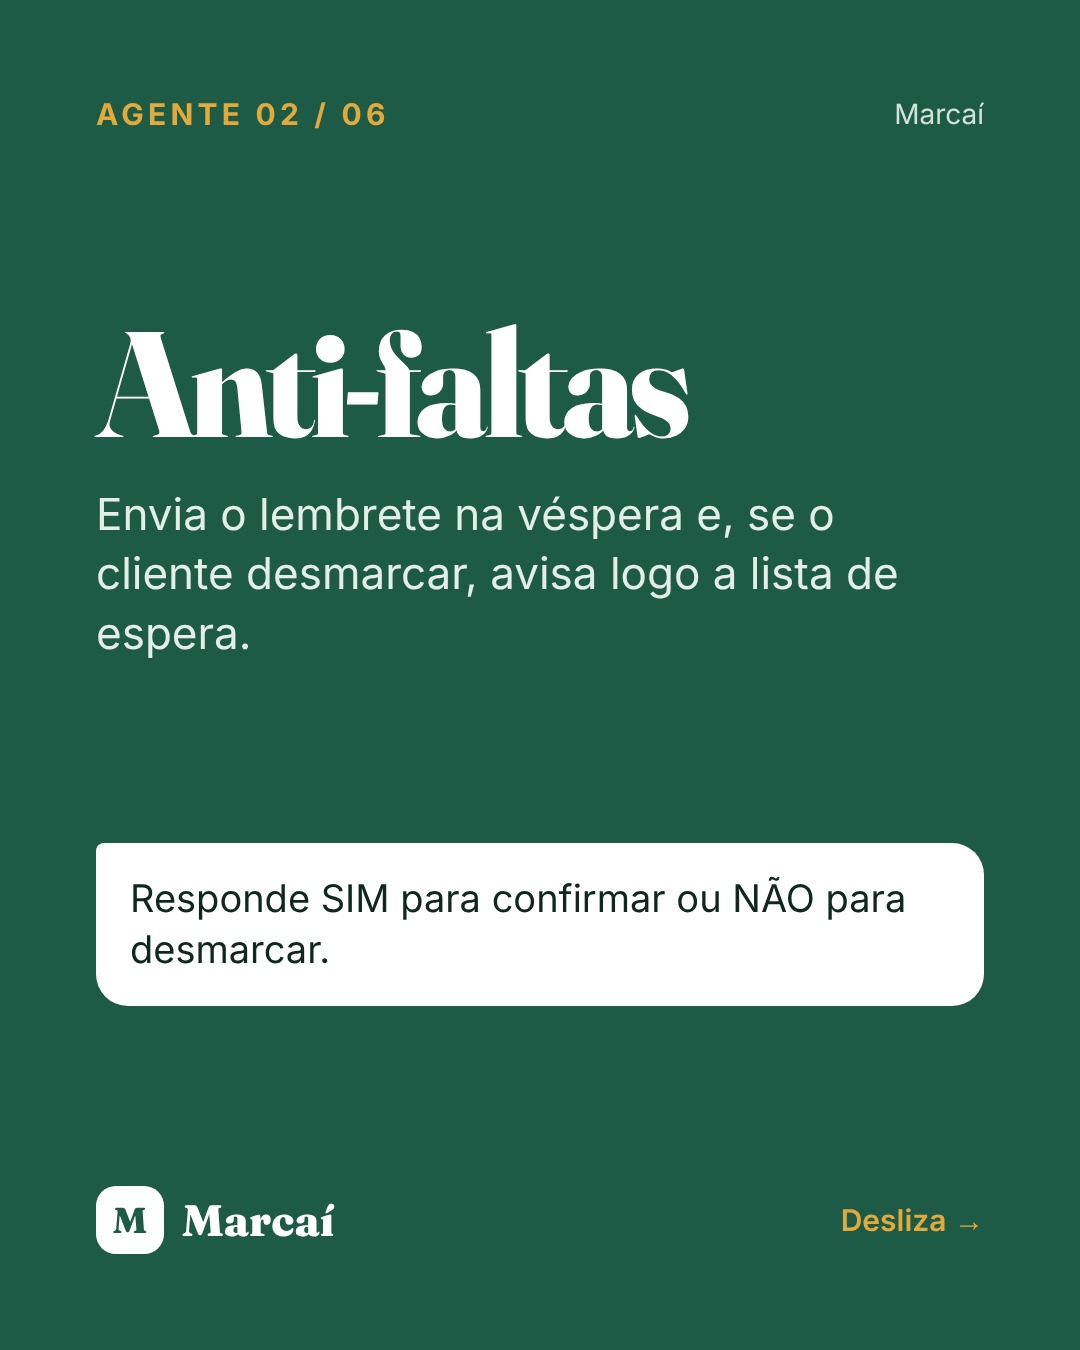 AGENTE 02 / 06
Marcaí
Anti-faltas
Envia o lembrete na véspera e, se o
cliente desmarcar, avisa logo a lista de
espera.
Responde SIM para confirmar ou NÃO para
desmarcar.
M Marcaí
Desliza →